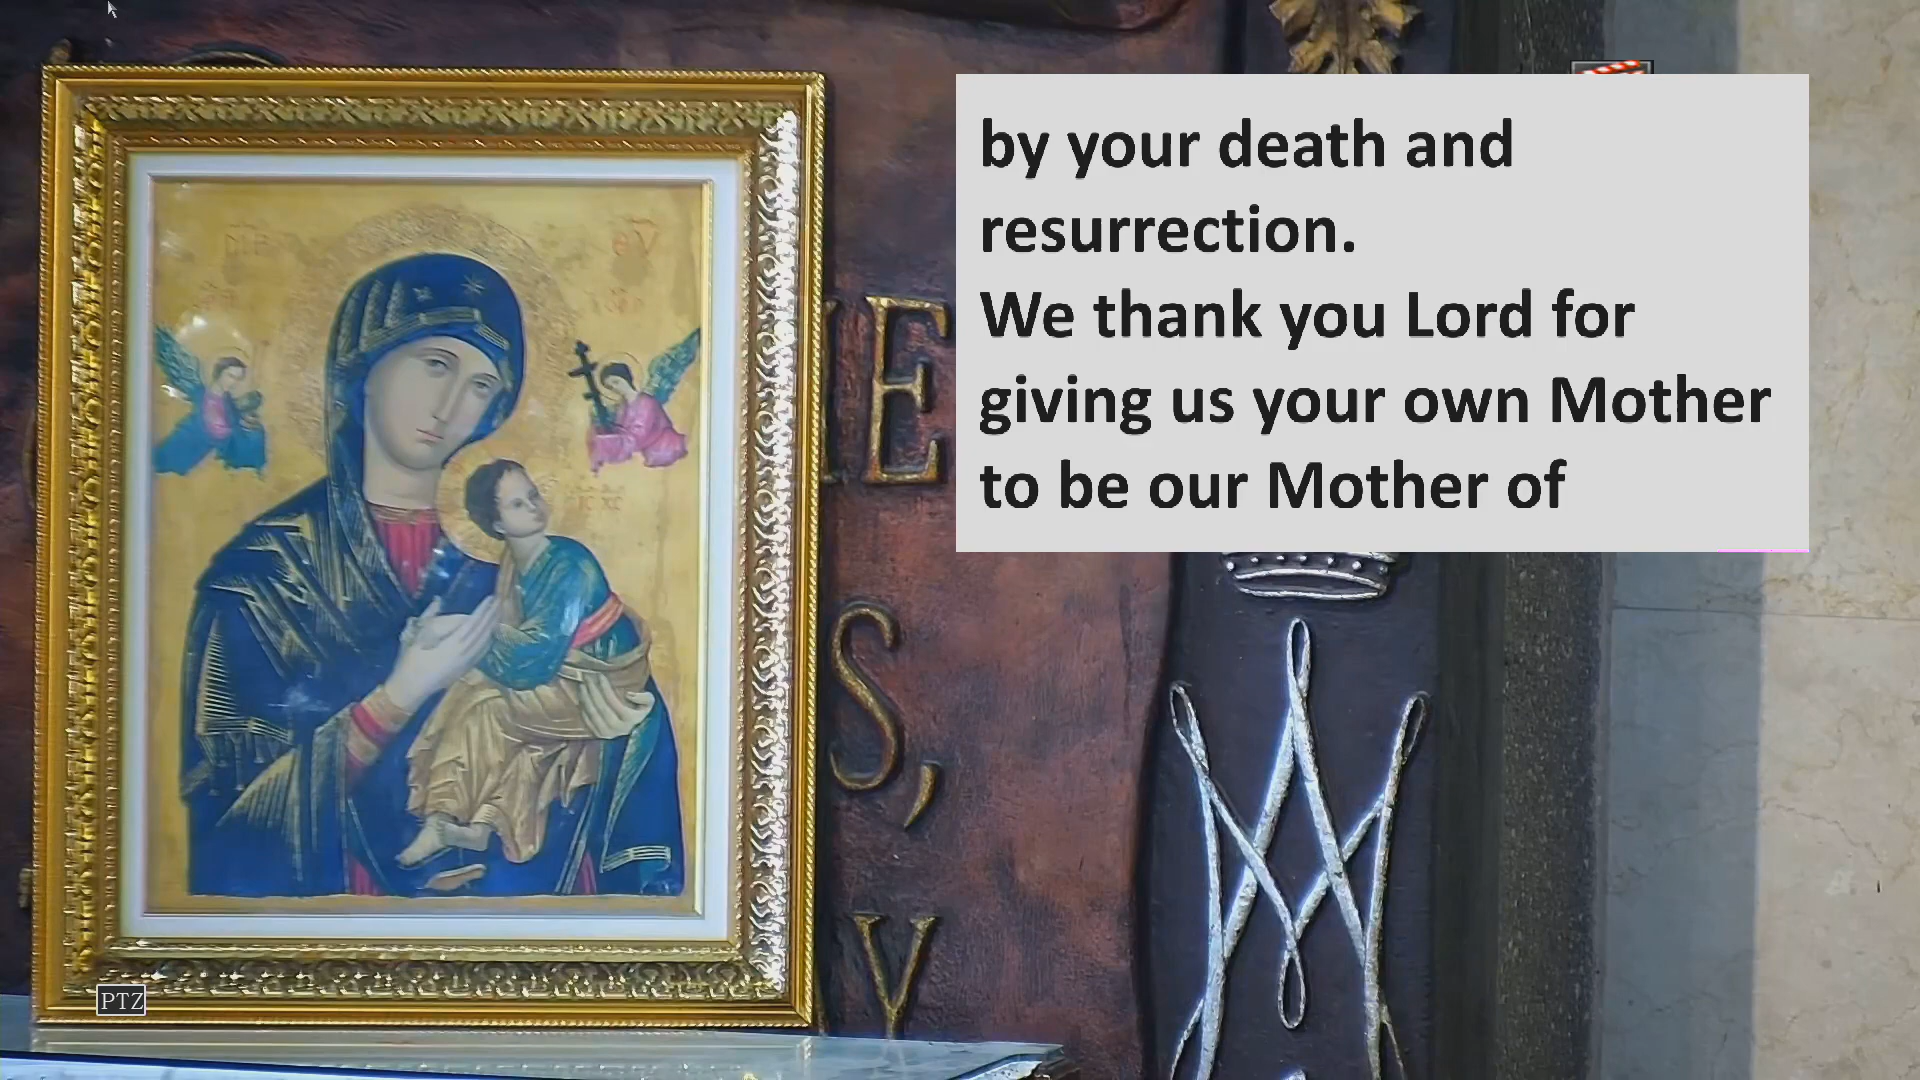 by your death and
resurrection.
We thank you Lord for
giving us your own Mother
to be our Mother of
E
S,
Y
PTZ